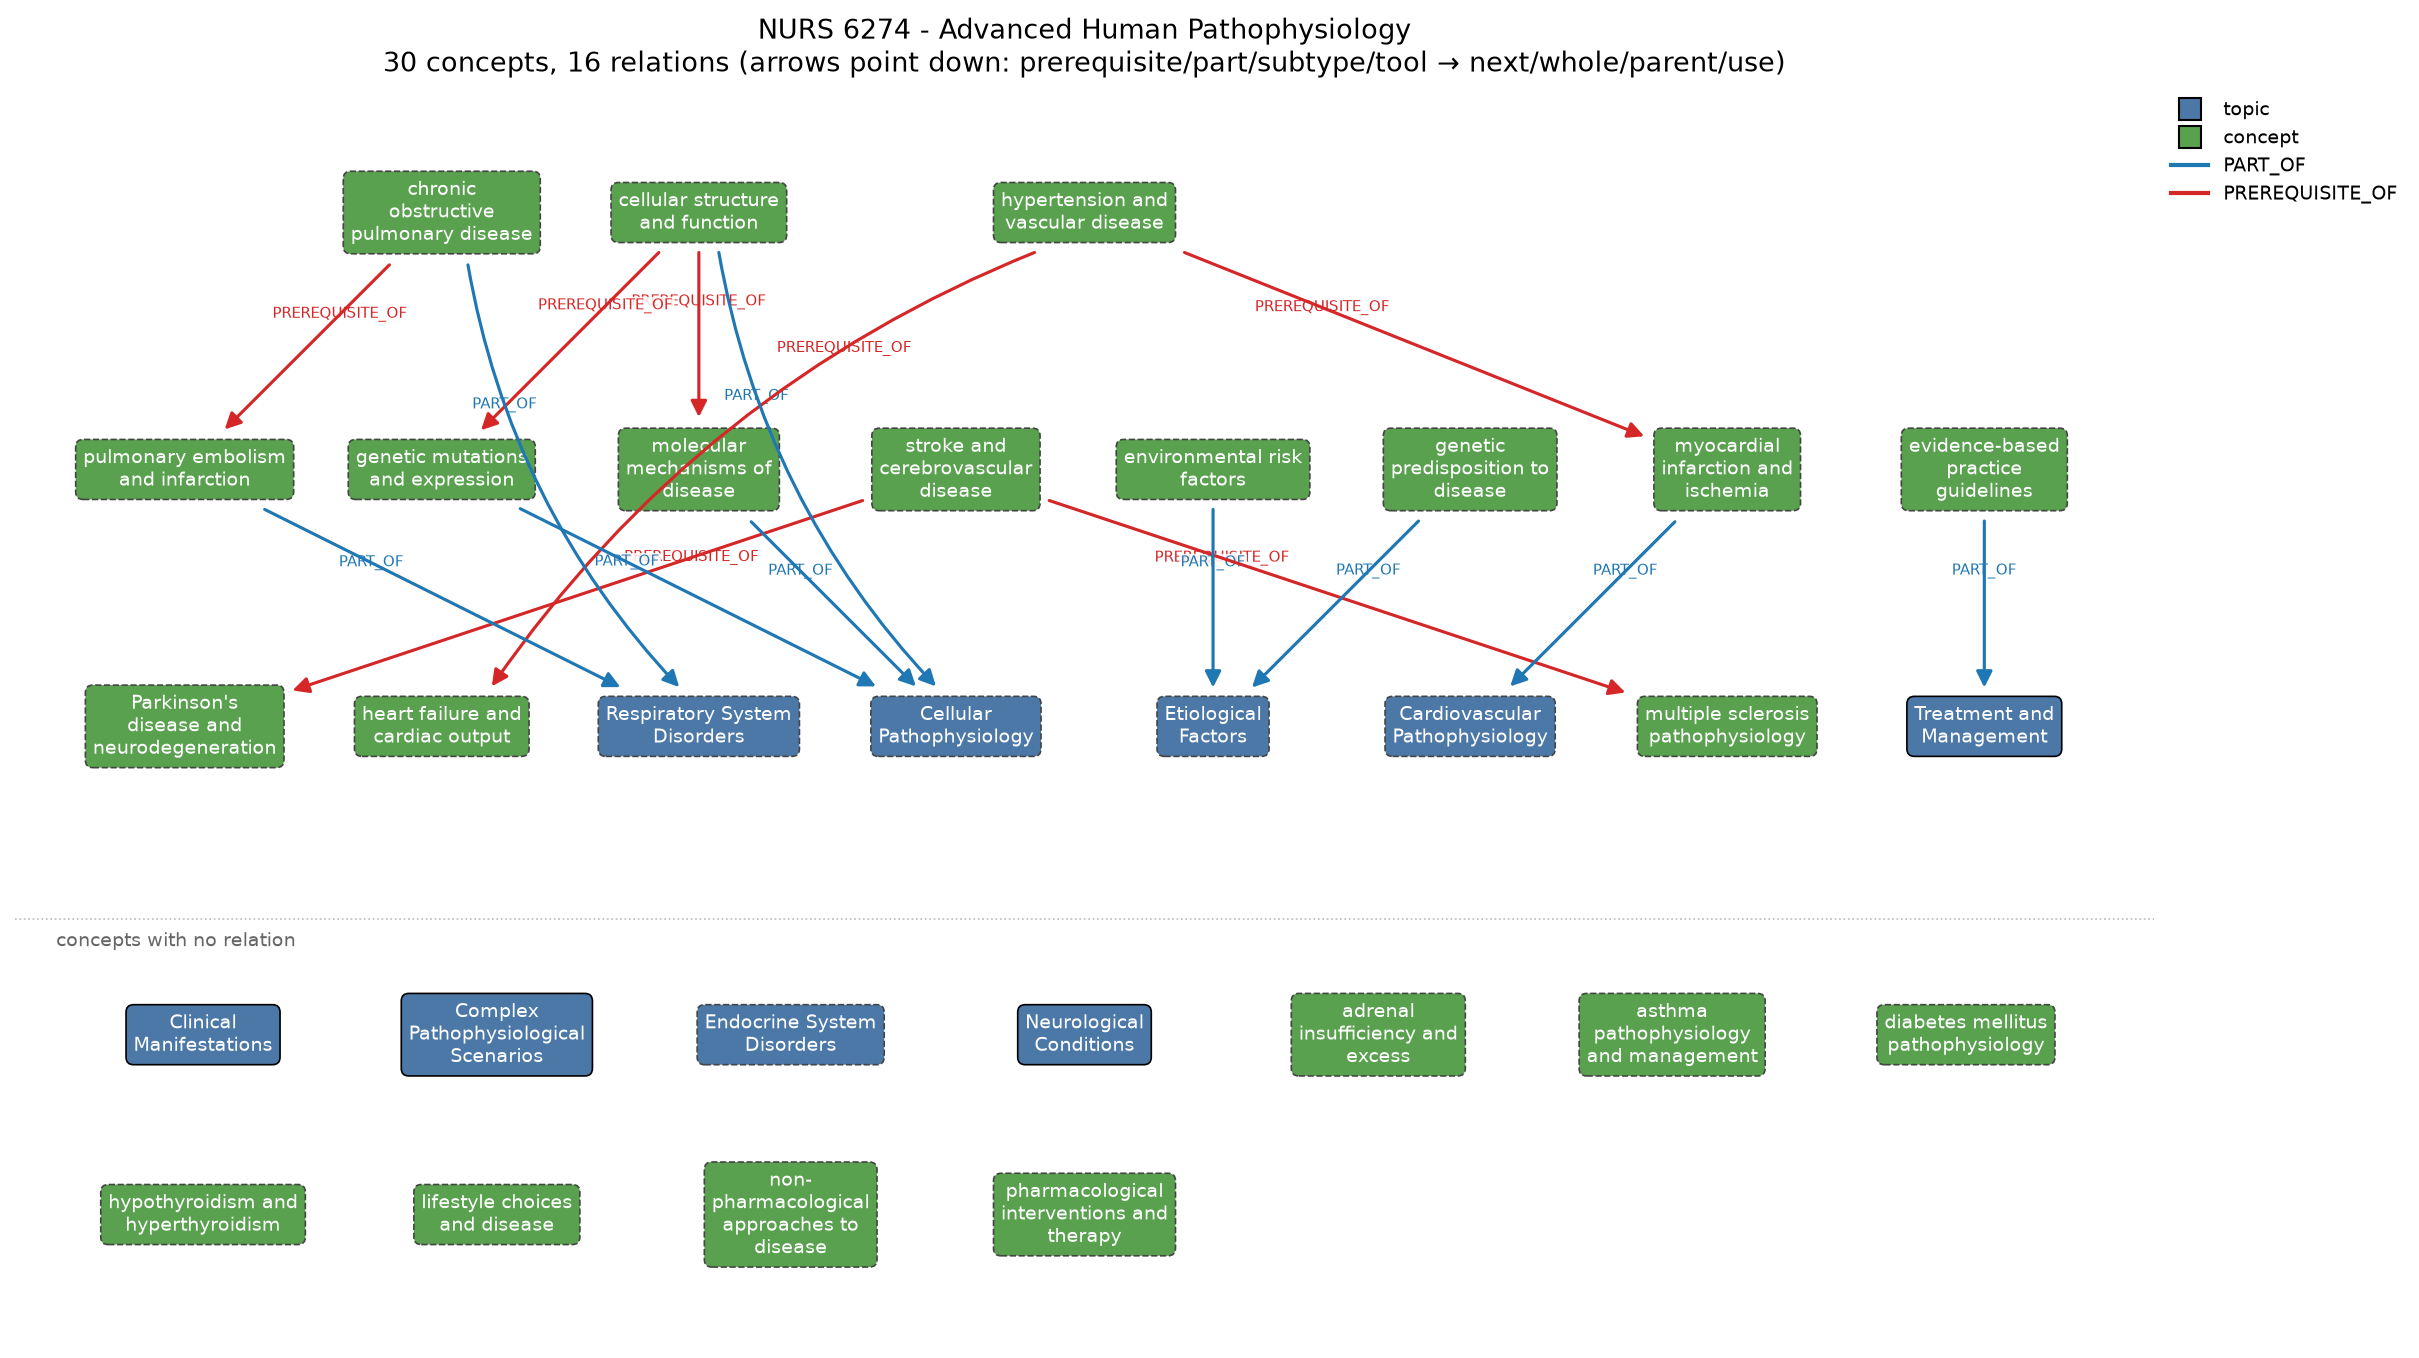 NURS 6274 - Advanced Human Pathophysiology
30 concepts, 16 relations (arrows point down: prerequisite/part/subtype/tool → next/whole/parent/use)
topic
concept
PART_OF
PREREQUISITE_OF
chronic
obstructive
pulmonary disease
cellular structure
and function
hypertension and
vascular disease
PREREQUISITE_OF
PREREQUISITE_OF
PREREQUISITE_OF
PREREQUISITE_OF
PREREQUISITE_OF
PART_OF
PART_OF
pulmonary embolism
and infarction
genetic mutations
and expression
molecular
mechanisms of
disease
stroke and
cerebrovascular
disease
environmental risk
factors
genetic
predisposition to
disease
myocardial
infarction and
ischemia
evidence-based
practice
guidelines
PART_OF
PART_OF
PREREQUISITE_OF
PART_OF
PREREQUISITE_OF
PART_OF
PART_OF
PART_OF
PART_OF
Parkinson's
disease and
neurodegeneration
heart failure and
cardiac output
Respiratory System
Disorders
Cellular
Pathophysiology
Etiological
Factors
Cardiovascular
Pathophysiology
multiple sclerosis
pathophysiology
Treatment and
Management
concepts with no relation
Clinical
Manifestations
Complex
Pathophysiological
Scenarios
Endocrine System
Disorders
Neurological
Conditions
adrenal
insufficiency and
excess
asthma
pathophysiology
and management
diabetes mellitus
pathophysiology
hypothyroidism and
hyperthyroidism
lifestyle choices
and disease
non-
pharmacological
approaches to
disease
pharmacological
interventions and
therapy